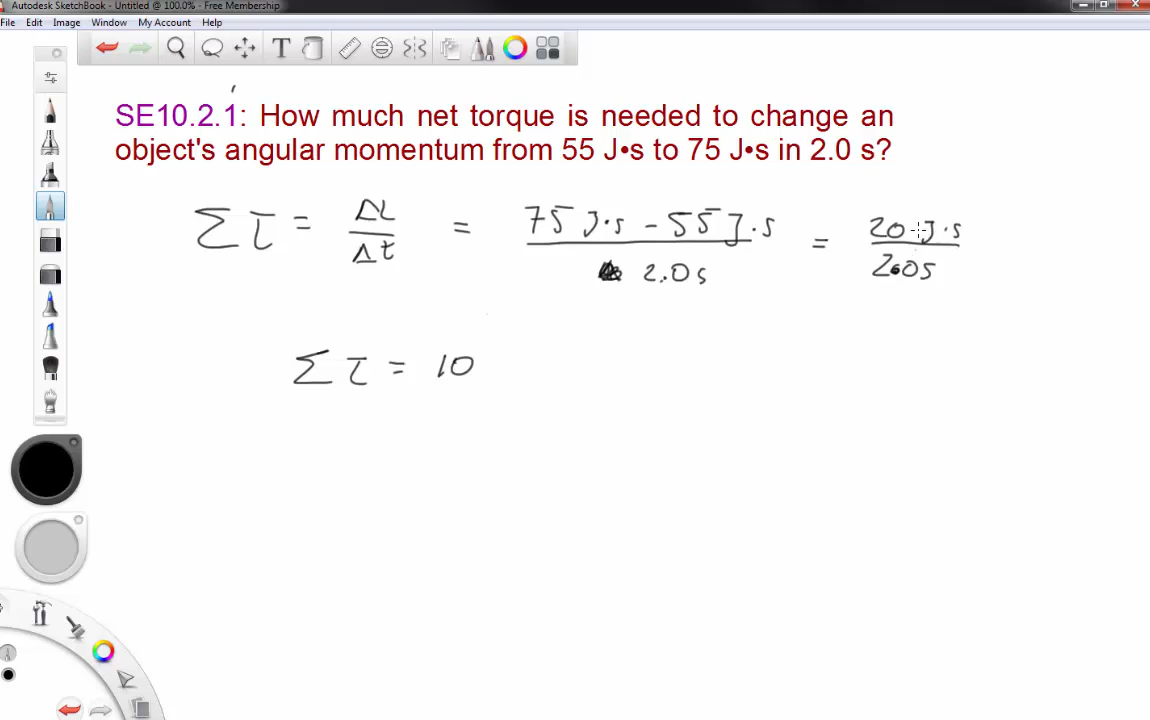 Autodesk SketchBook - Untitled @ 100.0% - Free Membership
File Edit Image Window My Account Help
SE10.2.1: How much net torque is needed to change an
object's angular momentum from 55 J•s to 75 J•s in 2.0 s?
Στ = ΔL/Δt = 75 J·s - 55 J·s / 2.0 s = 20 J·s / 2.0 s
Στ = 10